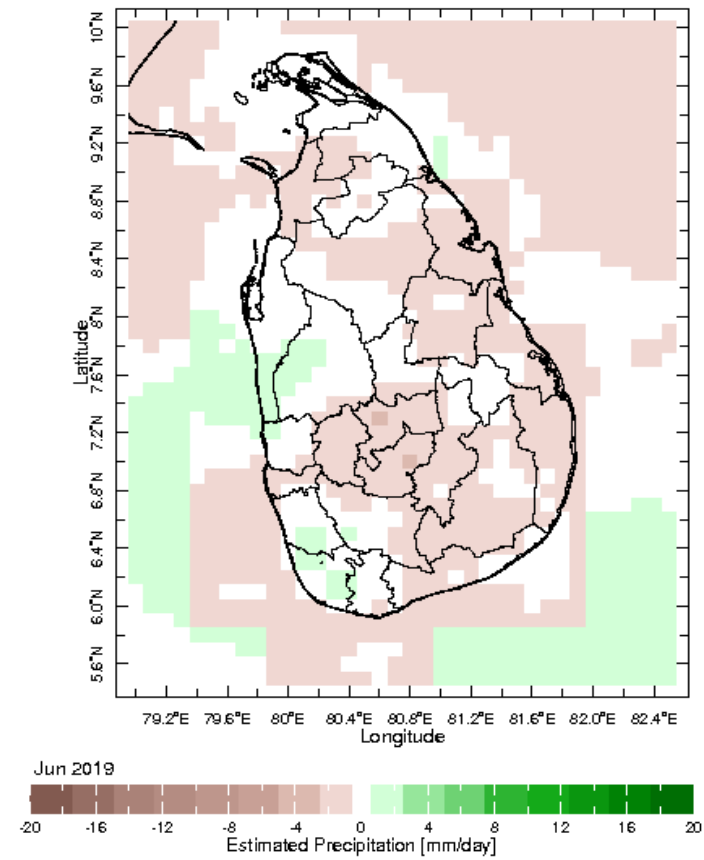 10°N
9.6°N
9.2°N
8.8°N
8.4°N
8°N
7.6°N
7.2°N
6.8°N
6.4°N
6.0°N
5.6°N
Latitude
79.2°E 79.6°E 80°E 80.4°E 80.8°E 81.2°E 81.6°E 82.0°E 82.4°E
Longitude
Jun 2019
-20 -16 -12 -8 -4 0 4 8 12 16 20
Estimated Precipitation [mm/day]